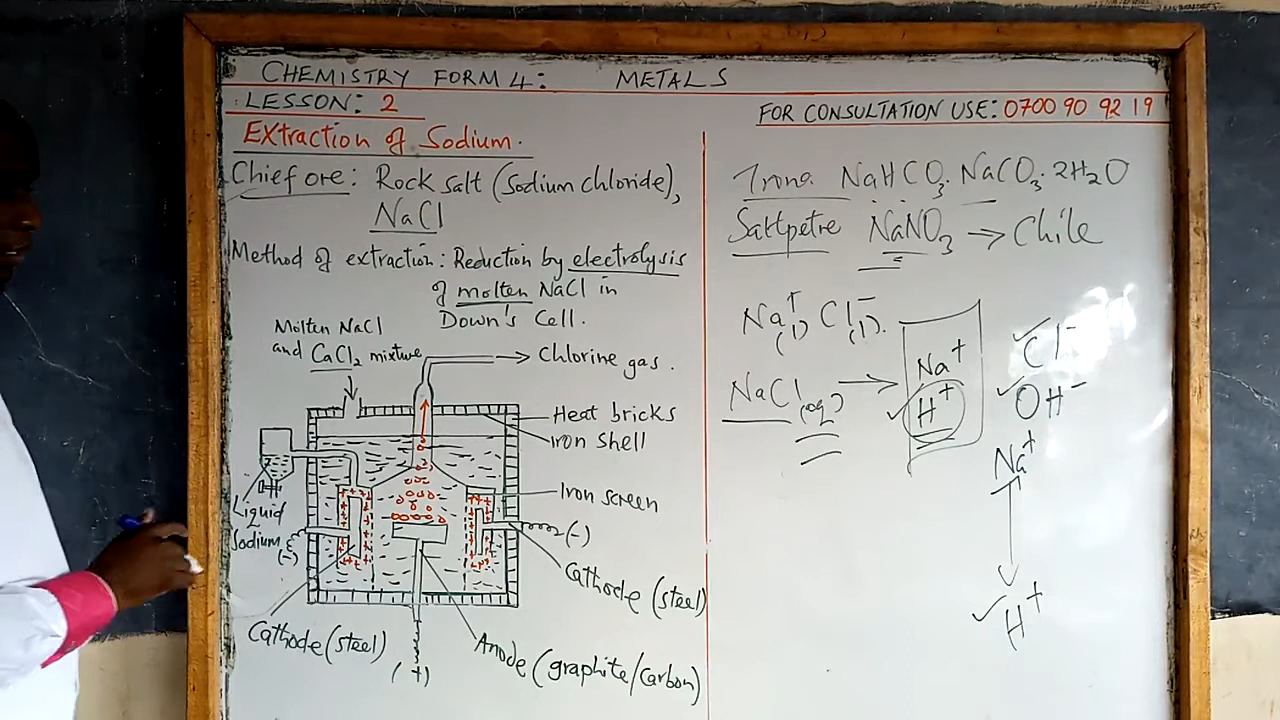 CHEMISTRY FORM 4: METALS
LESSON: 2
FOR CONSULTATION USE: 0700 90 92 19
Extraction of Sodium.
Chief ore: Rock salt (Sodium chloride),
NaCl
Method of extraction: Reduction by electrolysis
of molten NaCl in
Down's Cell.
Molten NaCl
and CaCl₂ mixture
Chlorine gas.
Heat bricks
iron shell
Iron screen
Liquid
Sodium
(-)
(-)
Cathode (steel)
Cathode (steel)
Anode (graphite/carbon)
(+)
Trona NaHCO₃. NaCO₃. 2H₂O
Saltpetre NaNO₃ → Chile
Na⁺(l) Cl⁻(l).
NaCl(aq) →
Na⁺
H⁺
Cl⁻
OH⁻
Na⁺
H⁺